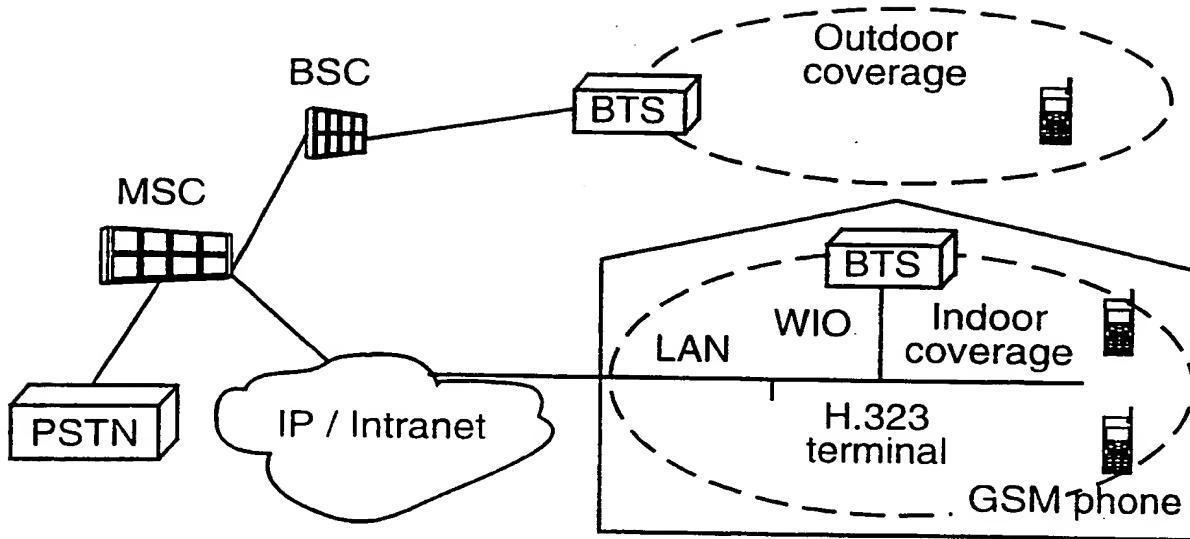 Outdoor
coverage
BSC
BTS
MSC
BTS
WIO
Indoor
coverage
LAN
IP / Intranet
H.323
terminal
PSTN
GSM phone